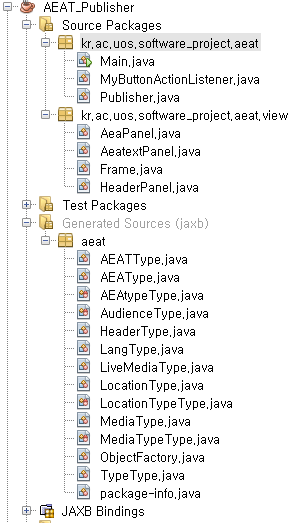 AEAT_Publisher
Source Packages
kr,ac,uos,software_project,aeat
Main,java
MyButtonActionListener,java
Publisher,java
kr,ac,uos,software_project,aeat,view
AeaPanel,java
AeatextPanel,java
Frame,java
HeaderPanel,java
Test Packages
Generated Sources (jaxb)
aeat
AEATType,java
AEAType,java
AEAtypeType,java
AudienceType,java
HeaderType,java
LangType,java
LiveMediaType,java
LocationType,java
LocationTypeType,java
MediaType,java
MediaTypeType,java
ObjectFactory,java
TypeType,java
package-info,java
JAXB Bindings